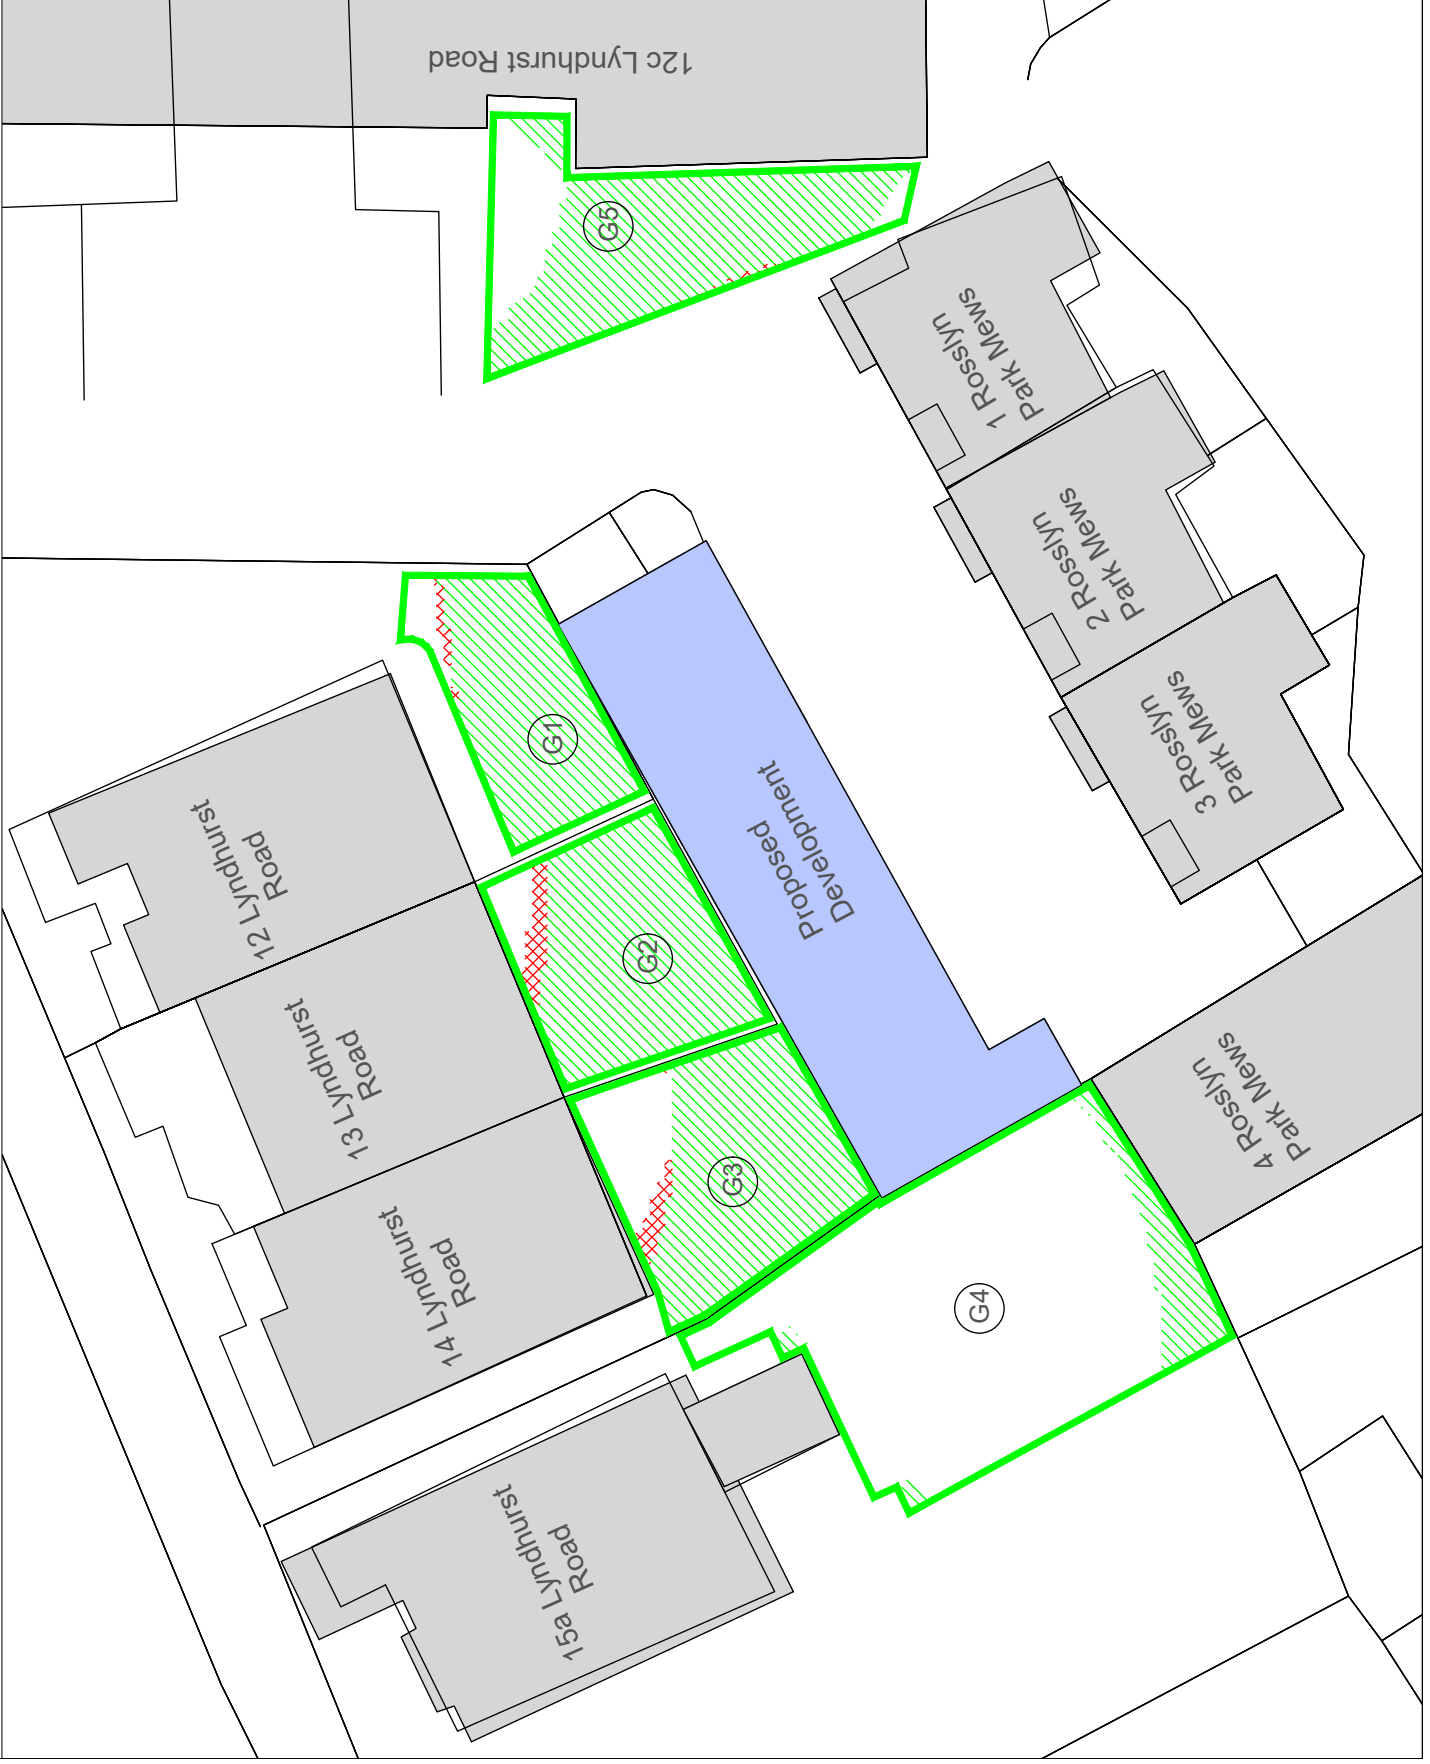 12c Lyndhurst Road
G5
1 Rosslyn
Park Mews
2 Rosslyn
Park Mews
3 Rosslyn
Park Mews
G1
12 Lyndhurst
Road
Proposed
Development
G2
13 Lyndhurst
Road
G3
4 Rosslyn
Park Mews
14 Lyndhurst
Road
G4
15a Lyndhurst
Road